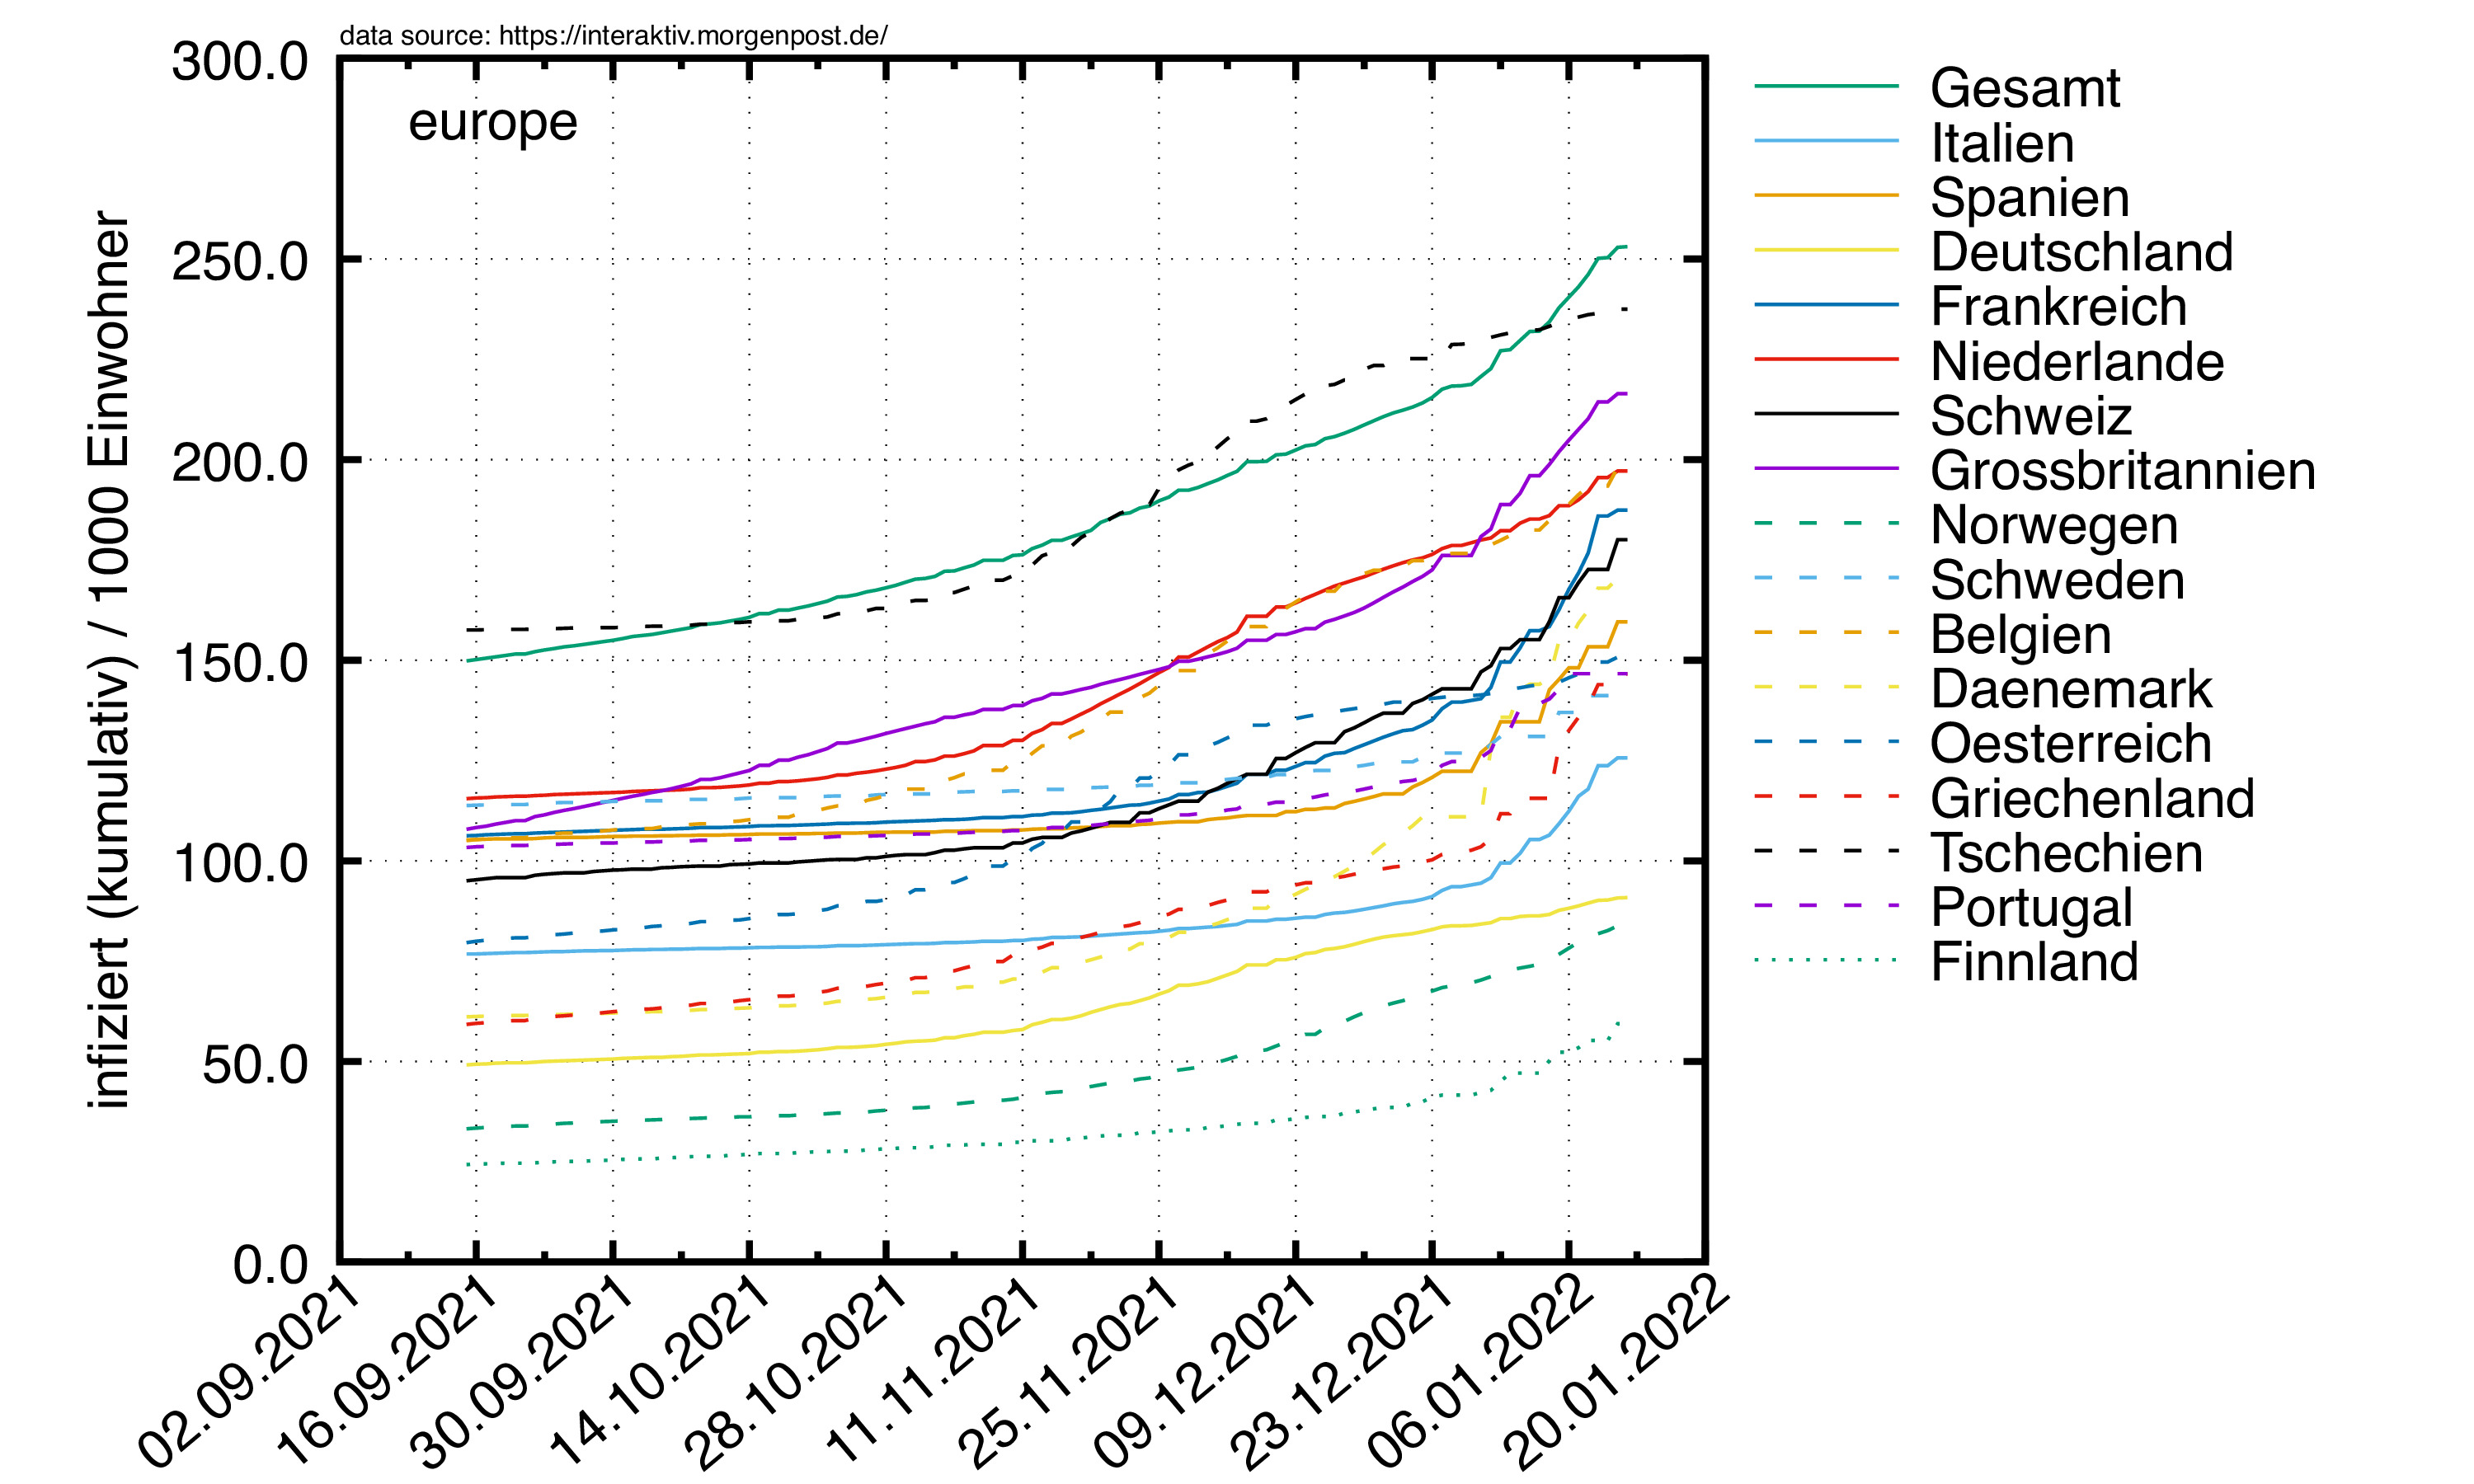 data source: https://interaktiv.morgenpost.de/
300.0
250.0
200.0
150.0
100.0
50.0
0.0
infiziert (kumulativ) / 1000 Einwohner
europe
02.09.2021
16.09.2021
30.09.2021
14.10.2021
28.10.2021
11.11.2021
25.11.2021
09.12.2021
23.12.2021
06.01.2022
20.01.2022
Gesamt
Italien
Spanien
Deutschland
Frankreich
Niederlande
Schweiz
Grossbritannien
Norwegen
Schweden
Belgien
Daenemark
Oesterreich
Griechenland
Tschechien
Portugal
Finnland